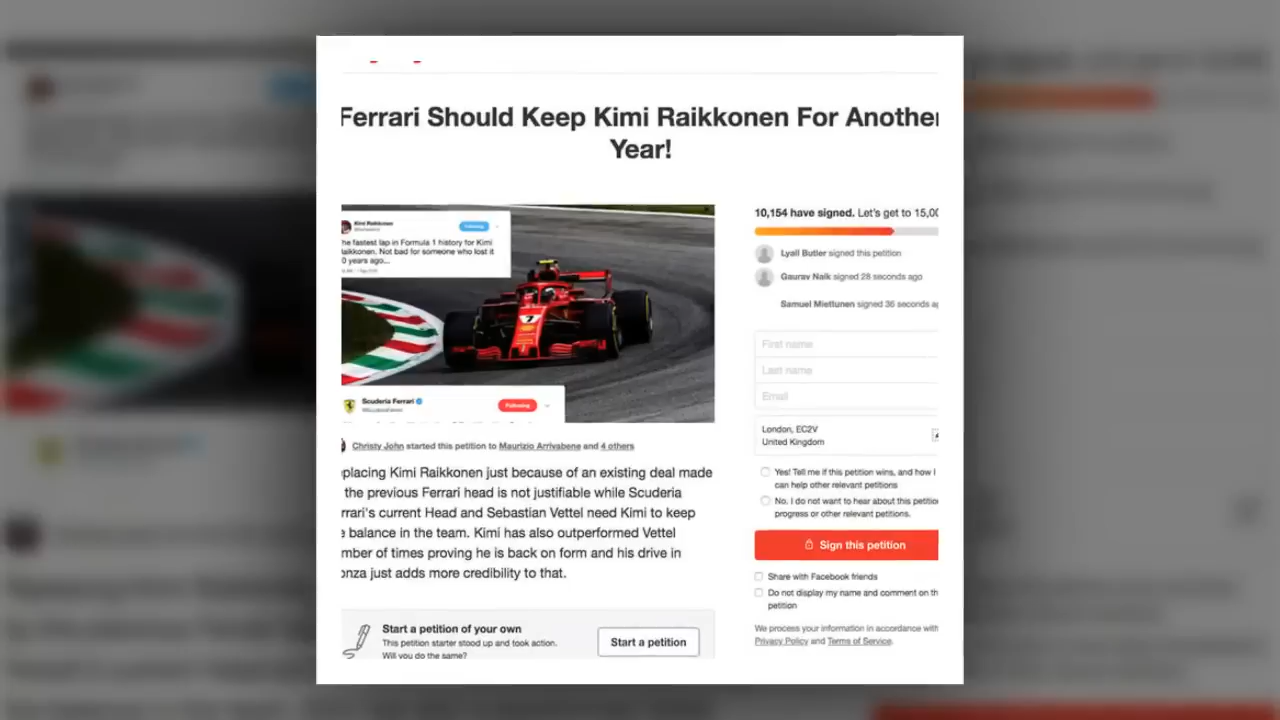 Ferrari Should Keep Kimi Raikkonen For Another
Year!
Kimi Raikkonen
Following
he fastest lap in Formula 1 history for Kimi
aikkonen. Not bad for someone who lost it
0 years ago...
7
Scuderia Ferrari
Following
Christy John started this petition to Maurizio Arrivabene and 4 others
placing Kimi Raikkonen just because of an existing deal made
the previous Ferrari head is not justifiable while Scuderia
rrari's current Head and Sebastian Vettel need Kimi to keep
e balance in the team. Kimi has also outperformed Vettel
mber of times proving he is back on form and his drive in
onza just adds more credibility to that.
Start a petition of your own
This petition starter stood up and took action.
Will you do the same?
Start a petition
10,154 have signed. Let's get to 15,00
Lyall Butler signed this petition
Gaurav Naik signed 28 seconds ago
Samuel Miettunen signed 36 seconds ag
First name
Last name
Email
London, EC2V
United Kingdom
Yes! Tell me if this petition wins, and how I
can help other relevant petitions
No. I do not want to hear about this petitio
progress or other relevant petitions.
Sign this petition
Share with Facebook friends
Do not display my name and comment on th
petition
We process your information in accordance with
Privacy Policy and Terms of Service.